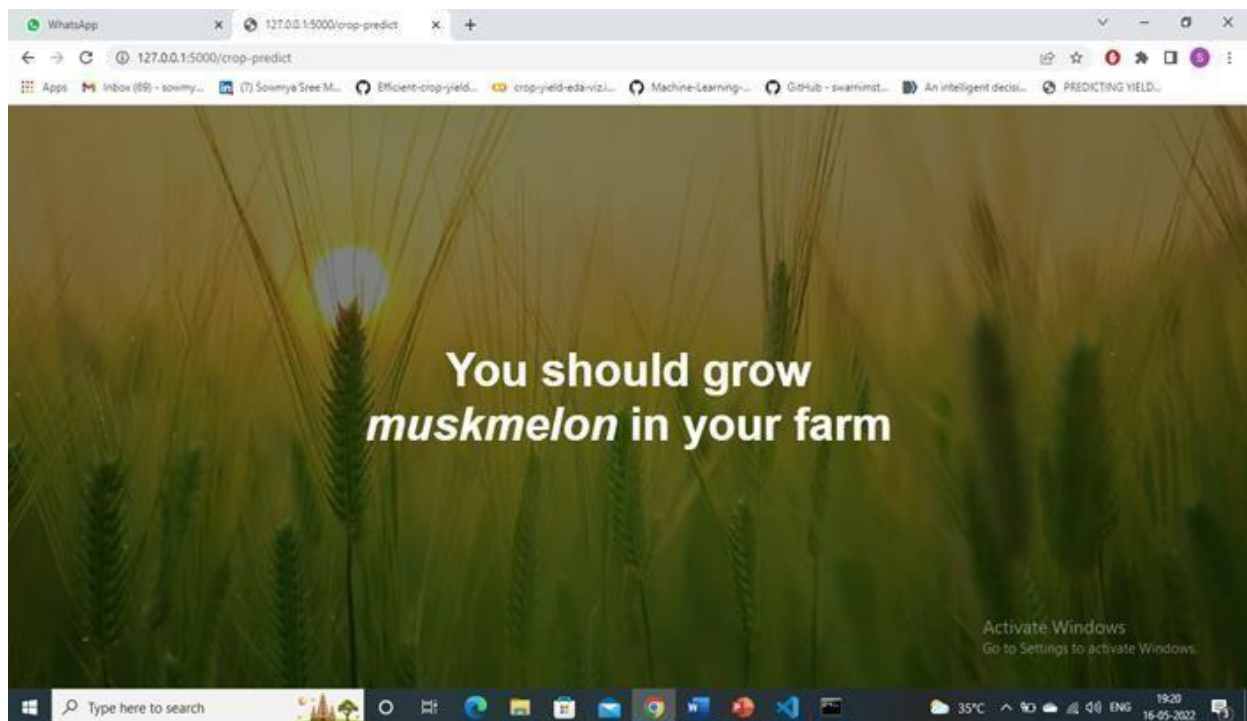 WhatsApp
127.0.0.1:5000/crop-predict
127.0.0.1:5000/crop-predict
Apps
Inbox (69) - sowmy...
(7) Sowmya Sree M...
Efficient-crop-yield...
crop-yield-eda-viz.i...
Machine-Learning-...
GitHub - swarnimst...
An intelligent decisi...
PREDICTING YIELD...
You should grow
muskmelon in your farm
Activate Windows
Go to Settings to activate Windows.
Type here to search
35°C
ENG
19:20
16-05-2022